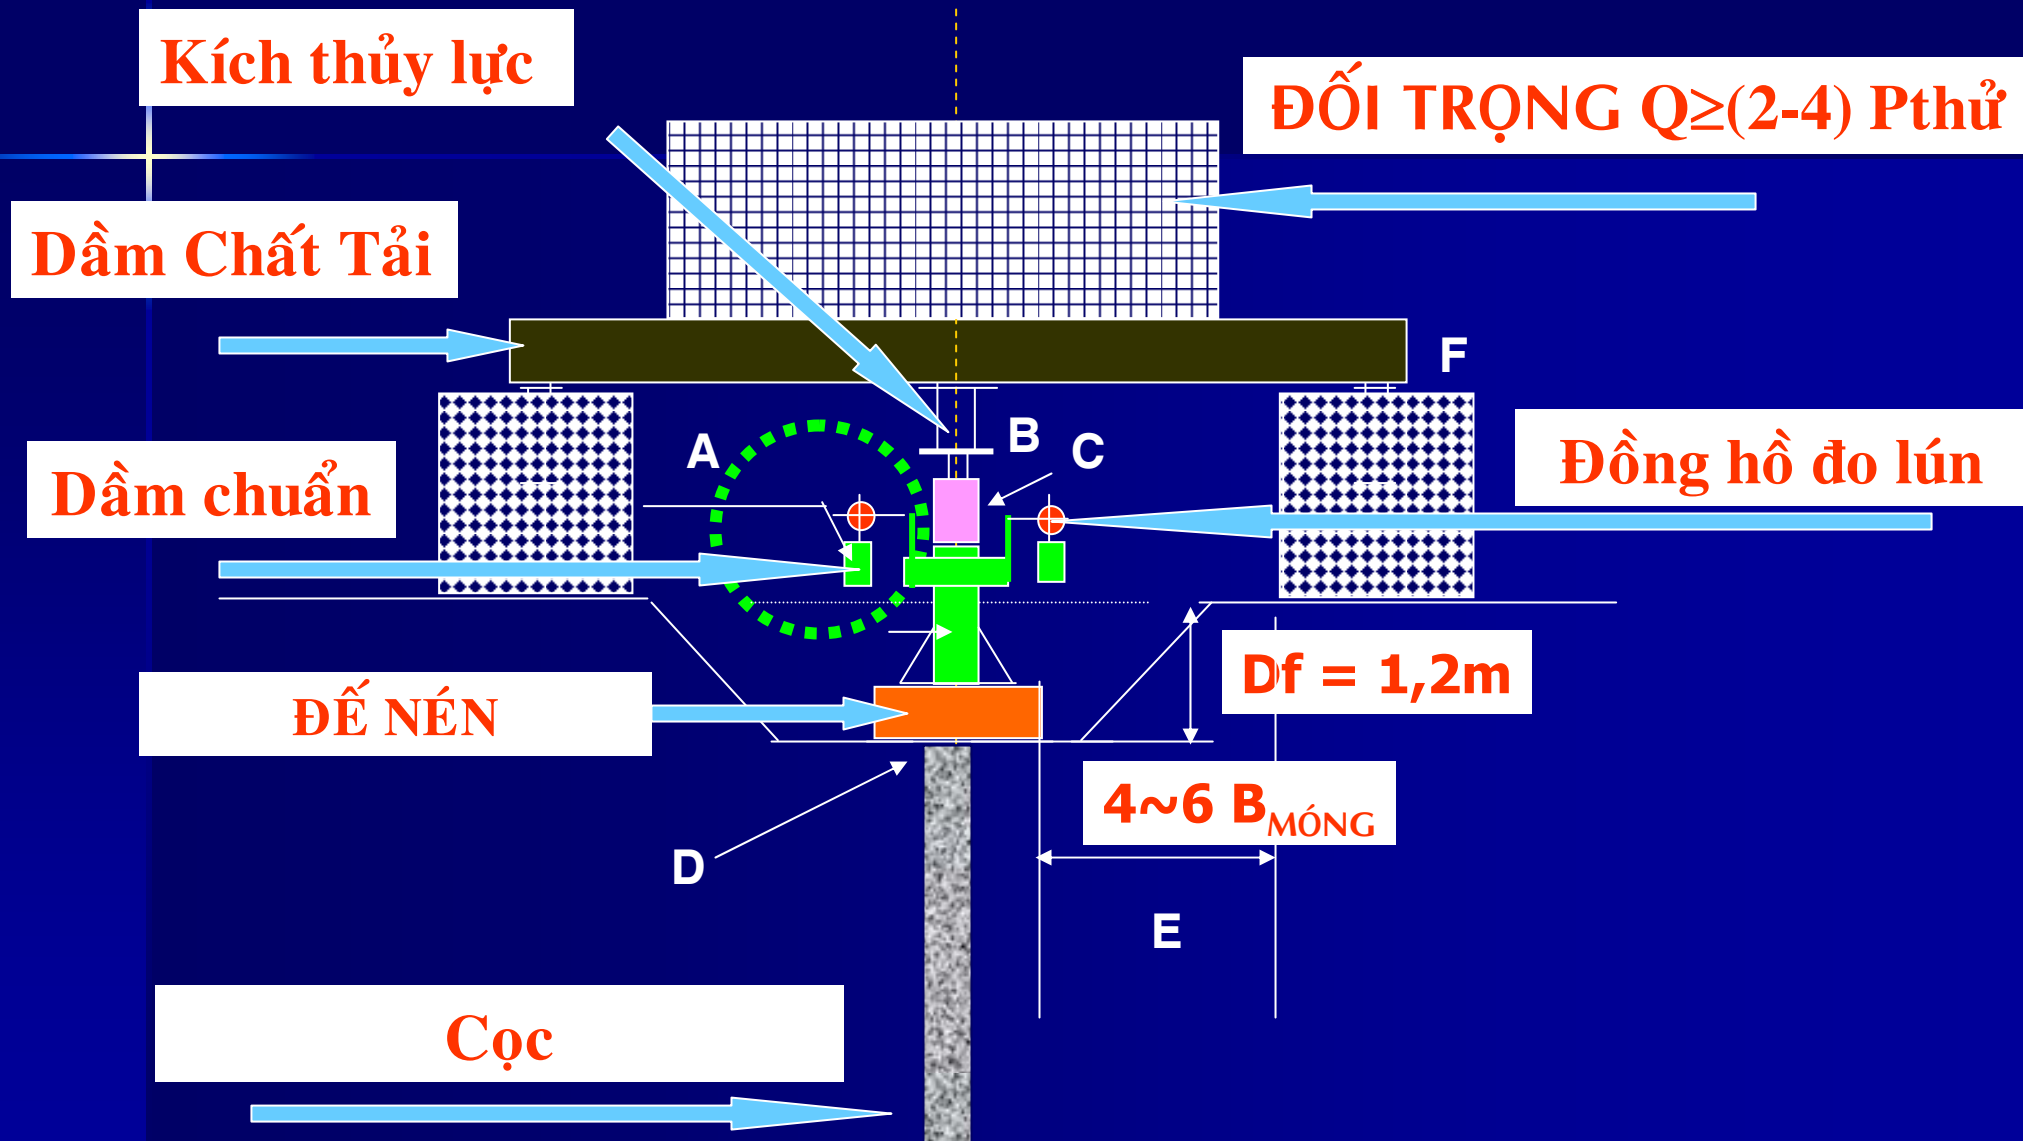 Kích thủy lực
ĐỐI TRỌNG Q≥(2-4) Pthử
Dầm Chất Tải
F
A
B
C
Đồng hồ đo lún
Dầm chuẩn
Df = 1,2m
ĐẾ NÉN
4~6 BMÓNG
D
E
Cọc